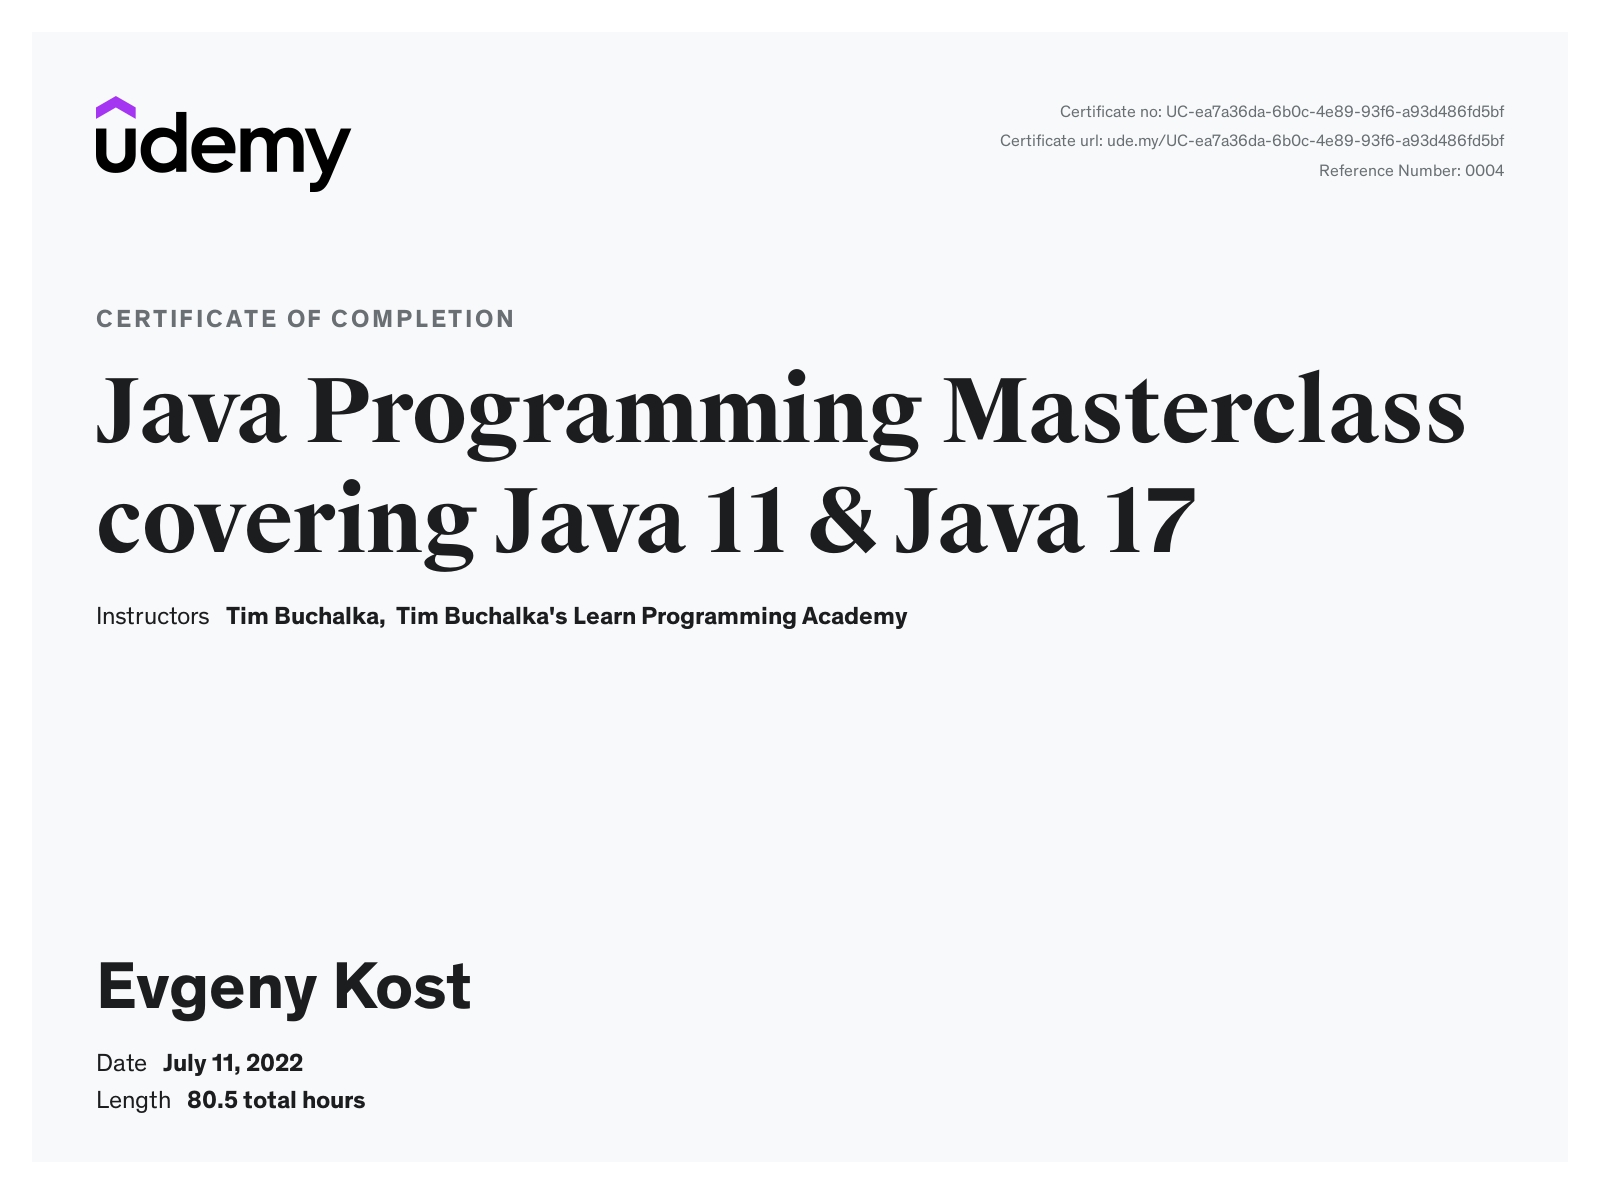 udemy
Certificate no: UC-ea7a36da-6b0c-4e89-93f6-a93d486fd5bf
Certificate url: ude.my/UC-ea7a36da-6b0c-4e89-93f6-a93d486fd5bf
Reference Number: 0004
CERTIFICATE OF COMPLETION
Java Programming Masterclass
covering Java 11 & Java 17
Instructors Tim Buchalka, Tim Buchalka's Learn Programming Academy
Evgeny Kost
Date July 11, 2022
Length 80.5 total hours